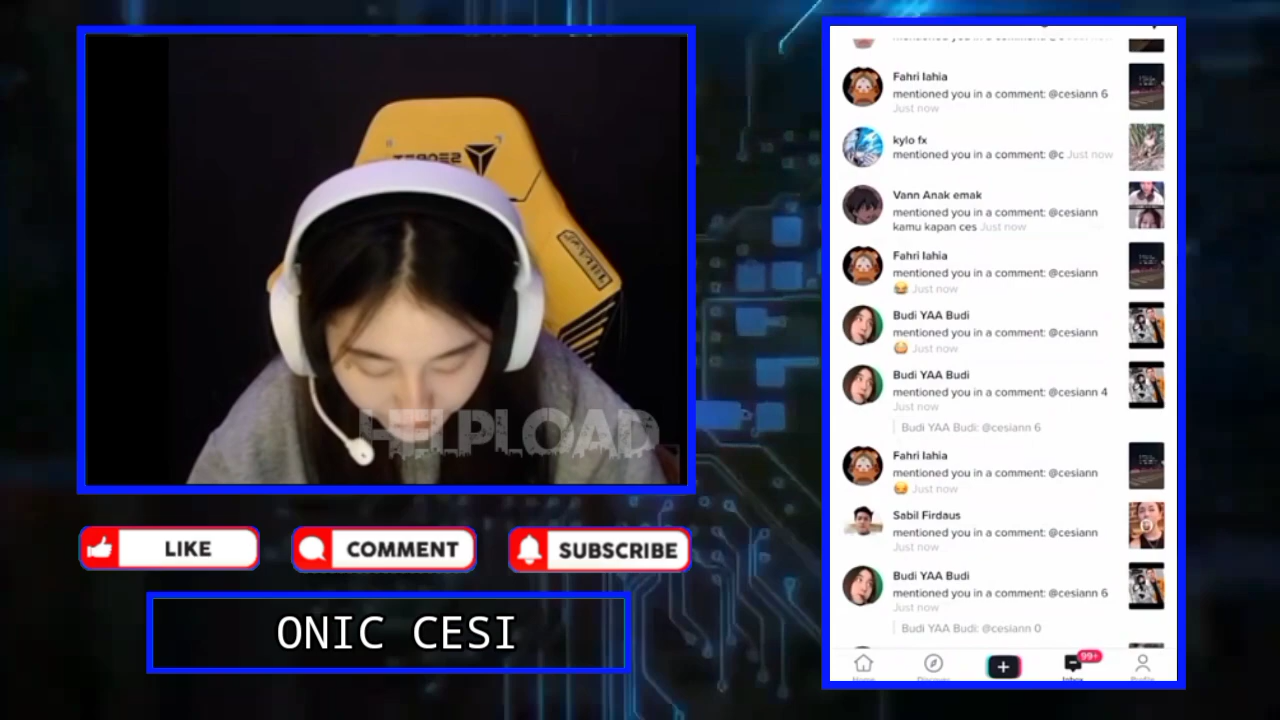 HELPLOAD
LIKE
COMMENT
SUBSCRIBE
ONIC CESI
Fahri lahia
mentioned you in a comment: @cesiann 6
Just now
kylo fx
mentioned you in a comment: @c Just now
Vann Anak emak
mentioned you in a comment: @cesiann
kamu kapan ces Just now
Fahri lahia
mentioned you in a comment: @cesiann
😂 Just now
Budi YAA Budi
mentioned you in a comment: @cesiann
Just now
Budi YAA Budi
mentioned you in a comment: @cesiann 4
Just now
Budi YAA Budi: @cesiann 6
Fahri lahia
mentioned you in a comment: @cesiann
Just now
Sabil Firdaus
mentioned you in a comment: @cesiann
Just now
Budi YAA Budi
mentioned you in a comment: @cesiann 6
Just now
Budi YAA Budi: @cesiann 0
99+
Home
Discover
Inbox
Profile